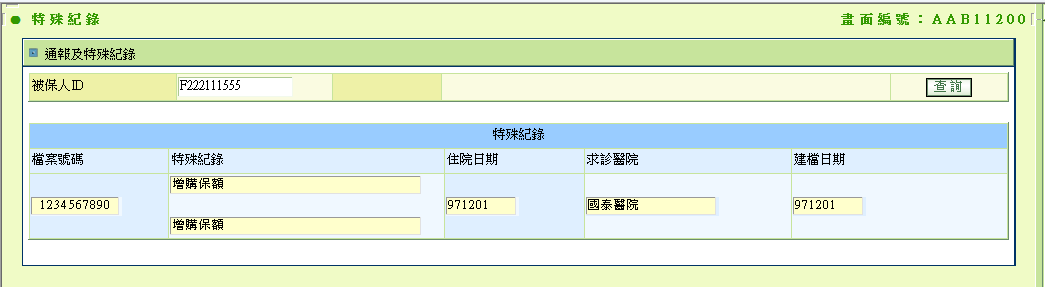 特殊紀錄 畫面編號：AAB11200
通報及特殊紀錄
被保人ID F222111555 查詢
特殊紀錄
檔案號碼 特殊紀錄 住院日期 求診醫院 建檔日期
增購保額
1234567890 971201 國泰醫院 971201
增購保額